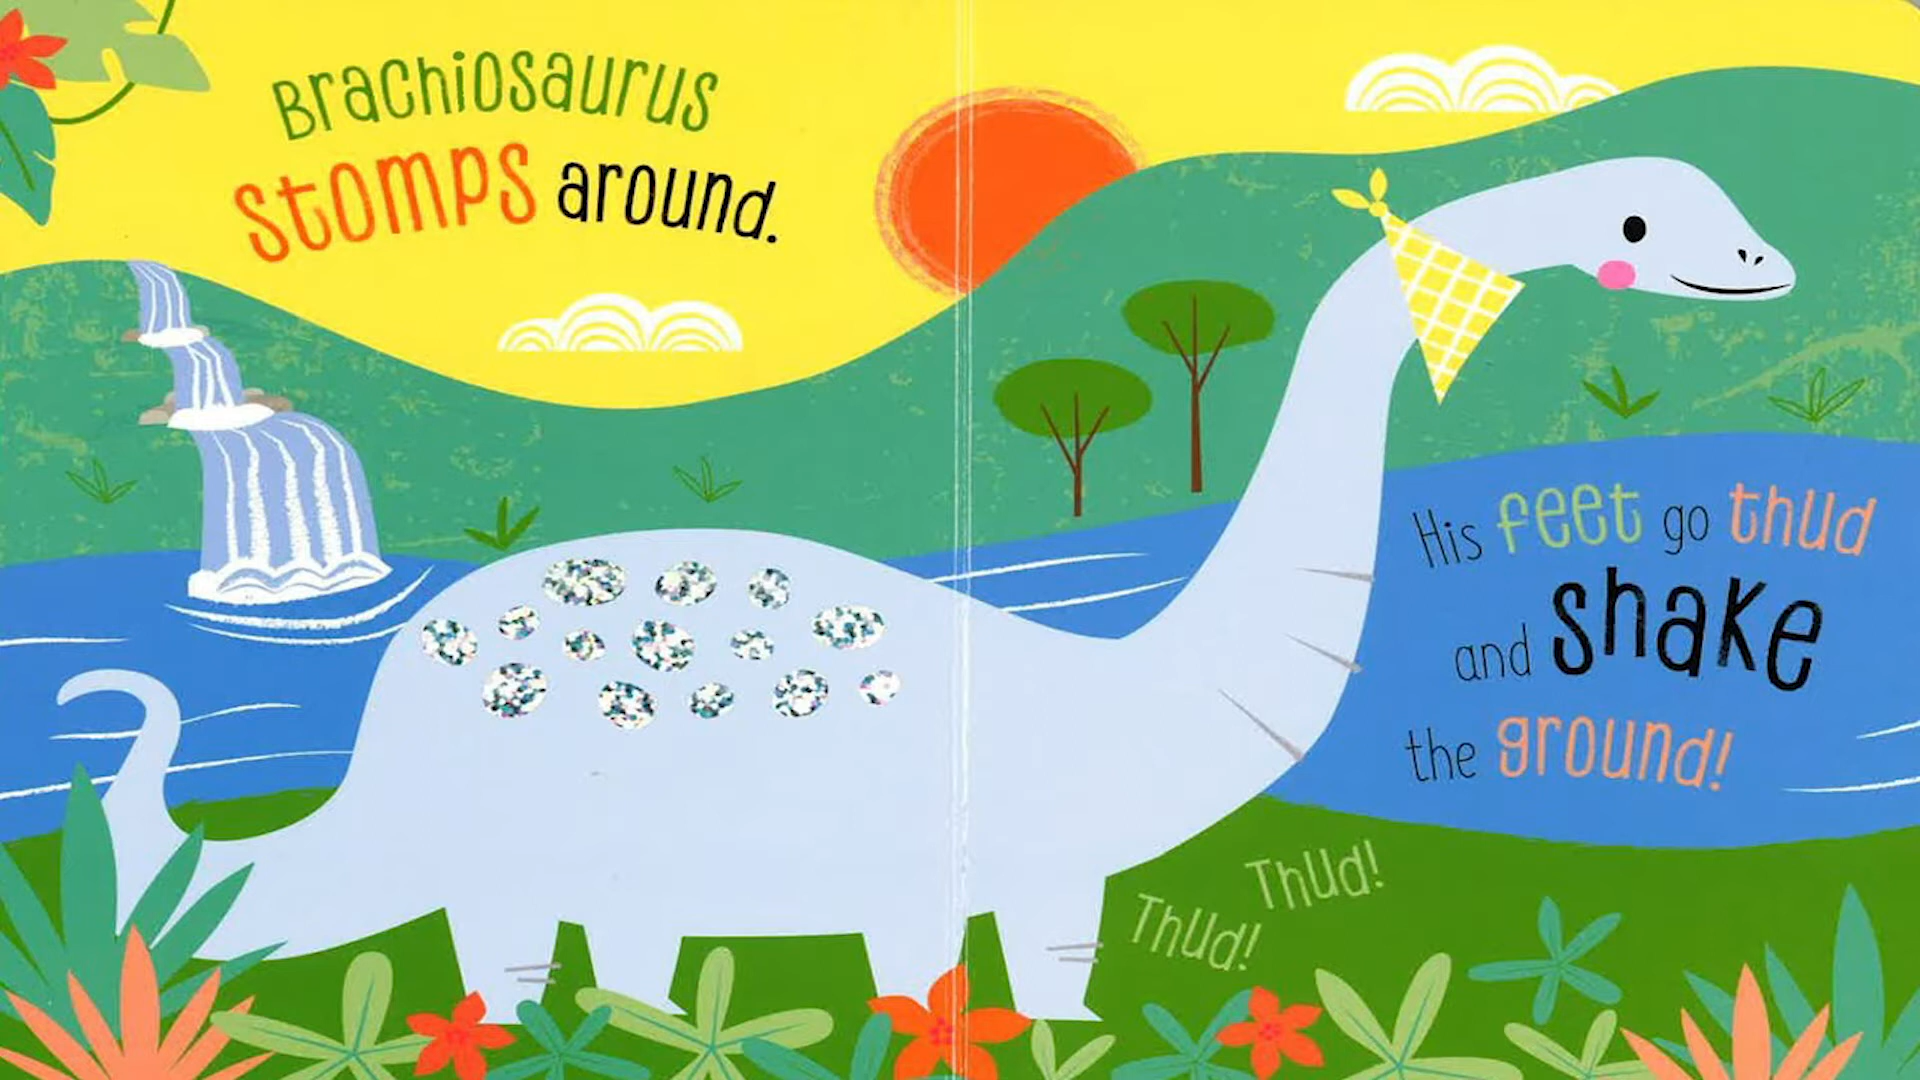 Brachiosaurus
stomps around.
His feet go thud
and shake
the ground!
Thud!
Thud!